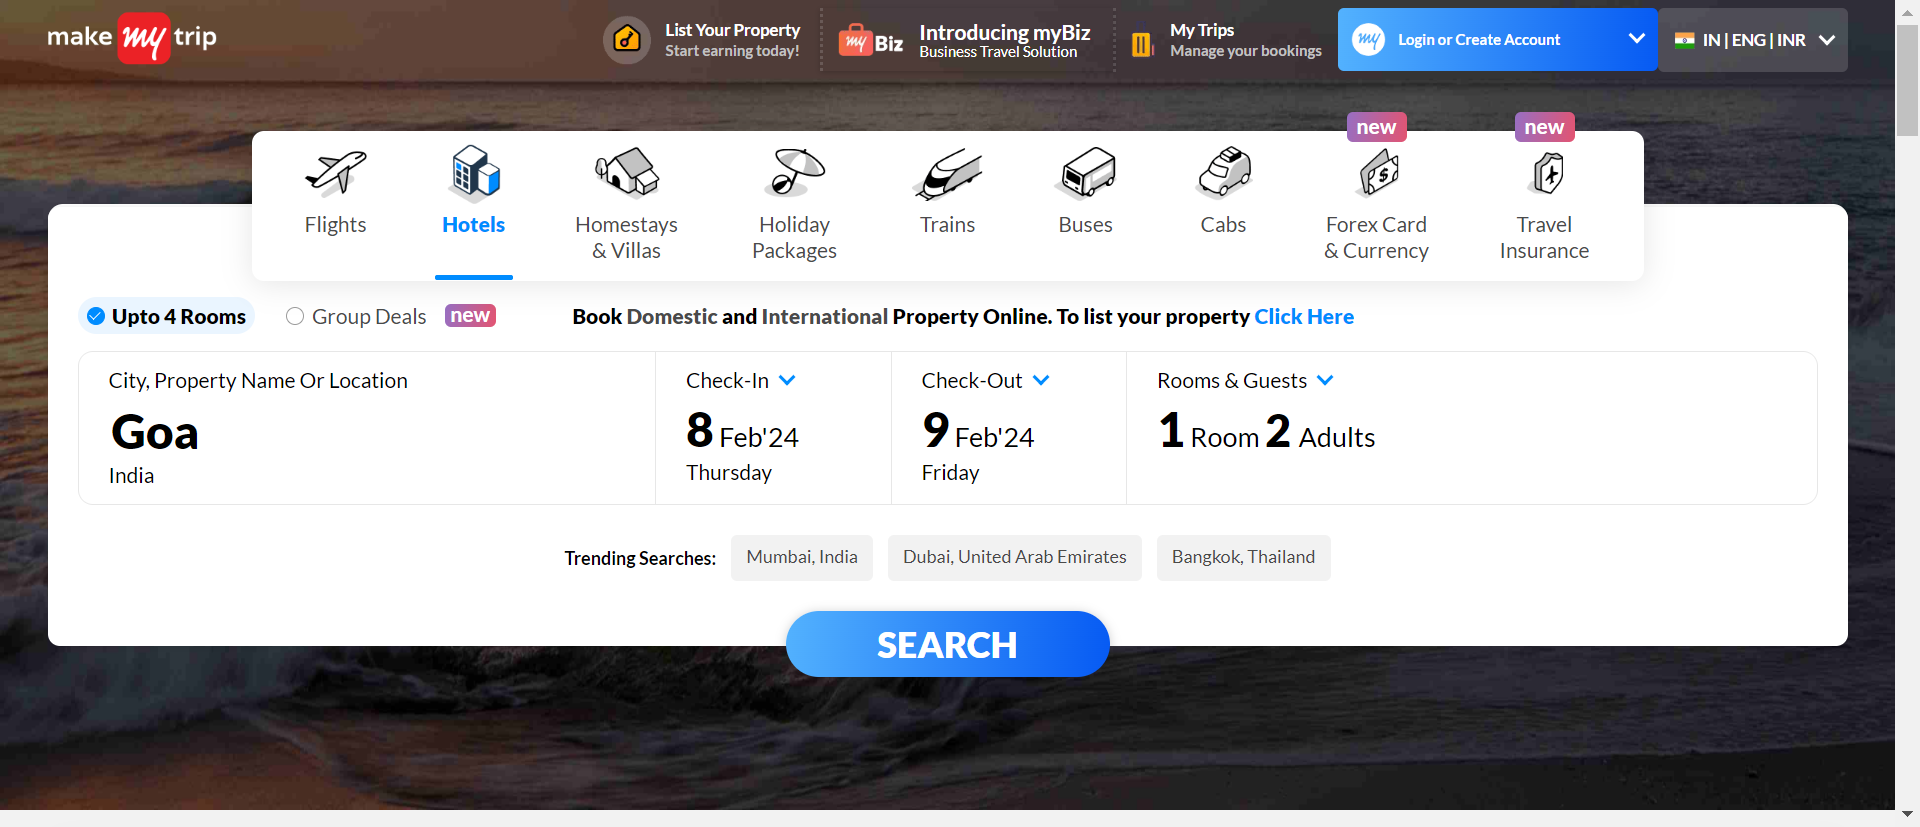 make my trip
List Your Property
Start earning today!
my Biz
Introducing myBiz
Business Travel Solution
My Trips
Manage your bookings
my
Login or Create Account
IN | ENG | INR
new
new
Flights
Hotels
Homestays
& Villas
Holiday
Packages
Trains
Buses
Cabs
Forex Card
& Currency
Travel
Insurance
Upto 4 Rooms
Group Deals new
Book Domestic and International Property Online. To list your property Click Here
City, Property Name Or Location
Goa
India
Check-In
8 Feb'24
Thursday
Check-Out
9 Feb'24
Friday
Rooms & Guests
1 Room 2 Adults
Trending Searches: Mumbai, India Dubai, United Arab Emirates Bangkok, Thailand
SEARCH